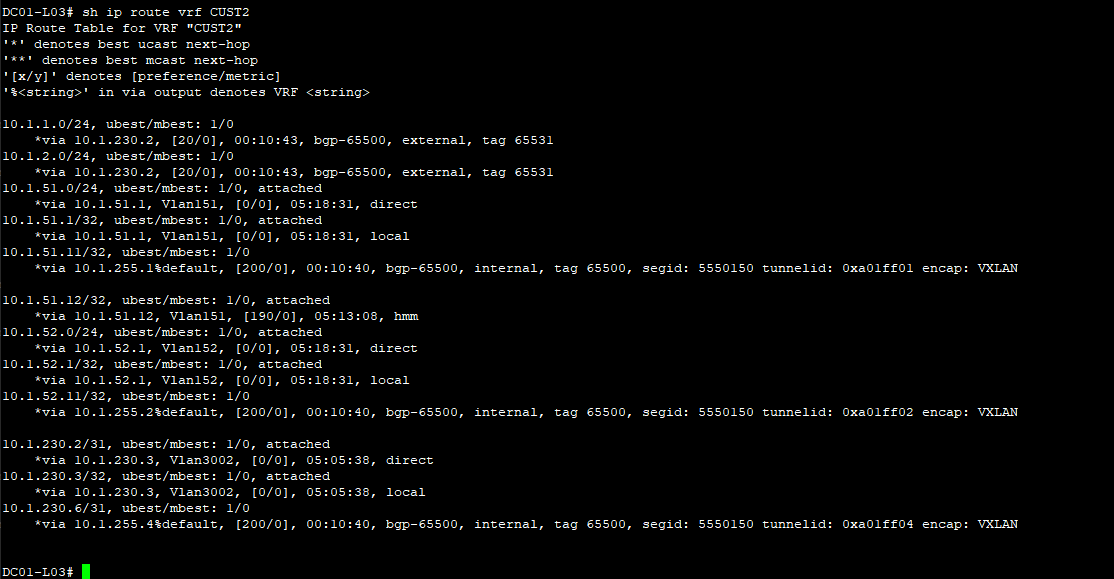 DC01-L03# sh ip route vrf CUST2
IP Route Table for VRF "CUST2"
'*' denotes best ucast next-hop
'**' denotes best mcast next-hop
'[x/y]' denotes [preference/metric]
'%<string>' in via output denotes VRF <string>
10.1.1.0/24, ubest/mbest: 1/0
*via 10.1.230.2, [20/0], 00:10:43, bgp-65500, external, tag 65531
10.1.2.0/24, ubest/mbest: 1/0
*via 10.1.230.2, [20/0], 00:10:43, bgp-65500, external, tag 65531
10.1.51.0/24, ubest/mbest: 1/0, attached
*via 10.1.51.1, Vlan151, [0/0], 05:18:31, direct
10.1.51.1/32, ubest/mbest: 1/0, attached
*via 10.1.51.1, Vlan151, [0/0], 05:18:31, local
10.1.51.11/32, ubest/mbest: 1/0
*via 10.1.255.1%default, [200/0], 00:10:40, bgp-65500, internal, tag 65500, segid: 5550150 tunnelid: 0xa01ff01 encap: VXLAN
10.1.51.12/32, ubest/mbest: 1/0, attached
*via 10.1.51.12, Vlan151, [190/0], 05:13:08, hmm
10.1.52.0/24, ubest/mbest: 1/0, attached
*via 10.1.52.1, Vlan152, [0/0], 05:18:31, direct
10.1.52.1/32, ubest/mbest: 1/0, attached
*via 10.1.52.1, Vlan152, [0/0], 05:18:31, local
10.1.52.11/32, ubest/mbest: 1/0
*via 10.1.255.2%default, [200/0], 00:10:40, bgp-65500, internal, tag 65500, segid: 5550150 tunnelid: 0xa01ff02 encap: VXLAN
10.1.230.2/31, ubest/mbest: 1/0, attached
*via 10.1.230.3, Vlan3002, [0/0], 05:05:38, direct
10.1.230.3/32, ubest/mbest: 1/0, attached
*via 10.1.230.3, Vlan3002, [0/0], 05:05:38, local
10.1.230.6/31, ubest/mbest: 1/0
*via 10.1.255.4%default, [200/0], 00:10:40, bgp-65500, internal, tag 65500, segid: 5550150 tunnelid: 0xa01ff04 encap: VXLAN
DC01-L03#